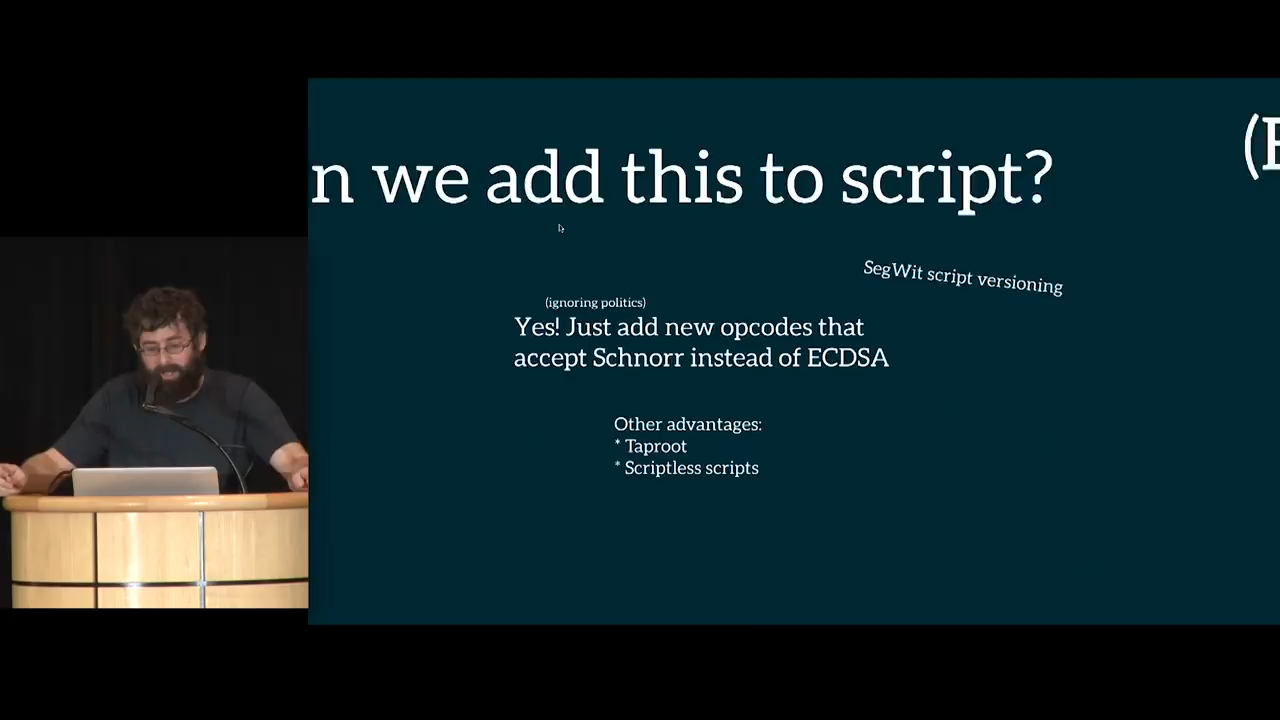 n we add this to script?
(E
SegWit script versioning
(ignoring politics)
Yes! Just add new opcodes that
accept Schnorr instead of ECDSA
Other advantages:
* Taproot
* Scriptless scripts